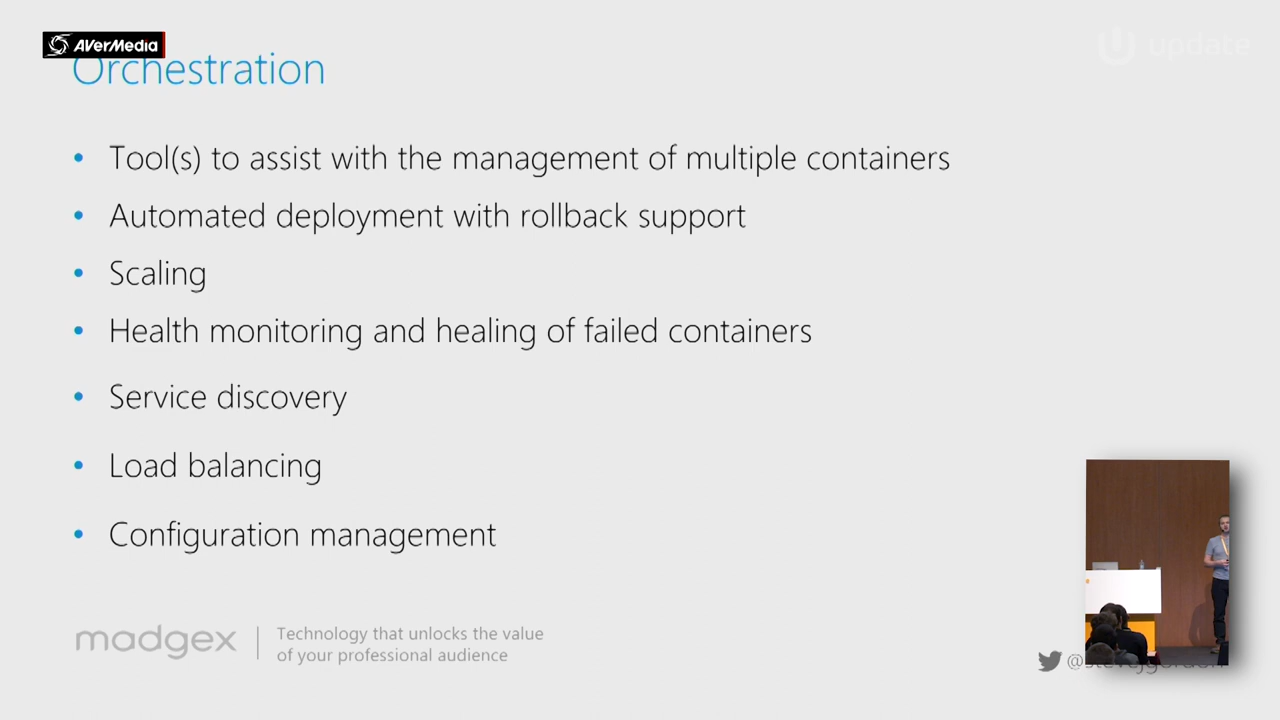 AVerMedia
update
Orchestration
• Tool(s) to assist with the management of multiple containers
• Automated deployment with rollback support
• Scaling
• Health monitoring and healing of failed containers
• Service discovery
• Load balancing
• Configuration management
madgex
Technology that unlocks the value
of your professional audience
@stevejgordon